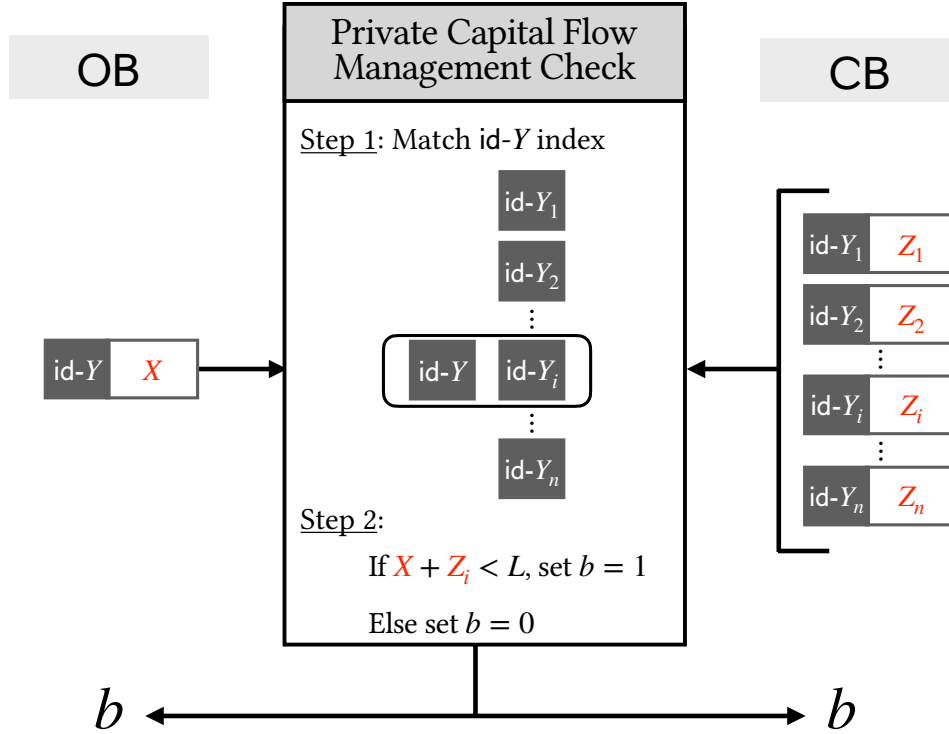 OB
Private Capital Flow
Management Check
CB
Step 1: Match id-Y index
id-Y₁
id-Y₂
⋮
id-Y id-Yᵢ
⋮
id-Yₙ
id-Y X
id-Y₁ Z₁
id-Y₂ Z₂
⋮
id-Yᵢ Zᵢ
⋮
id-Yₙ Zₙ
Step 2:
If X + Zᵢ < L, set b = 1
Else set b = 0
b
b